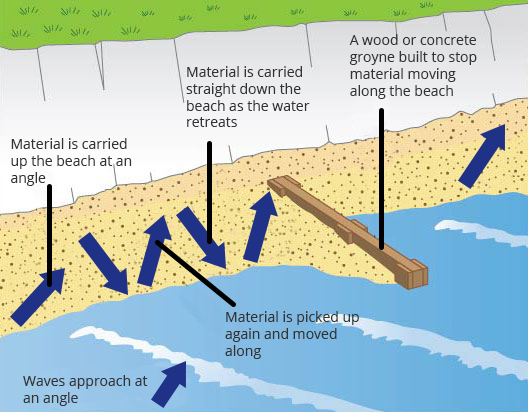 A wood or concrete
groyne built to stop
material moving
along the beach
Material is carried
straight down the
beach as the water
retreats
Material is carried
up the beach at an
angle
Material is picked up
again and moved
along
Waves approach at
an angle